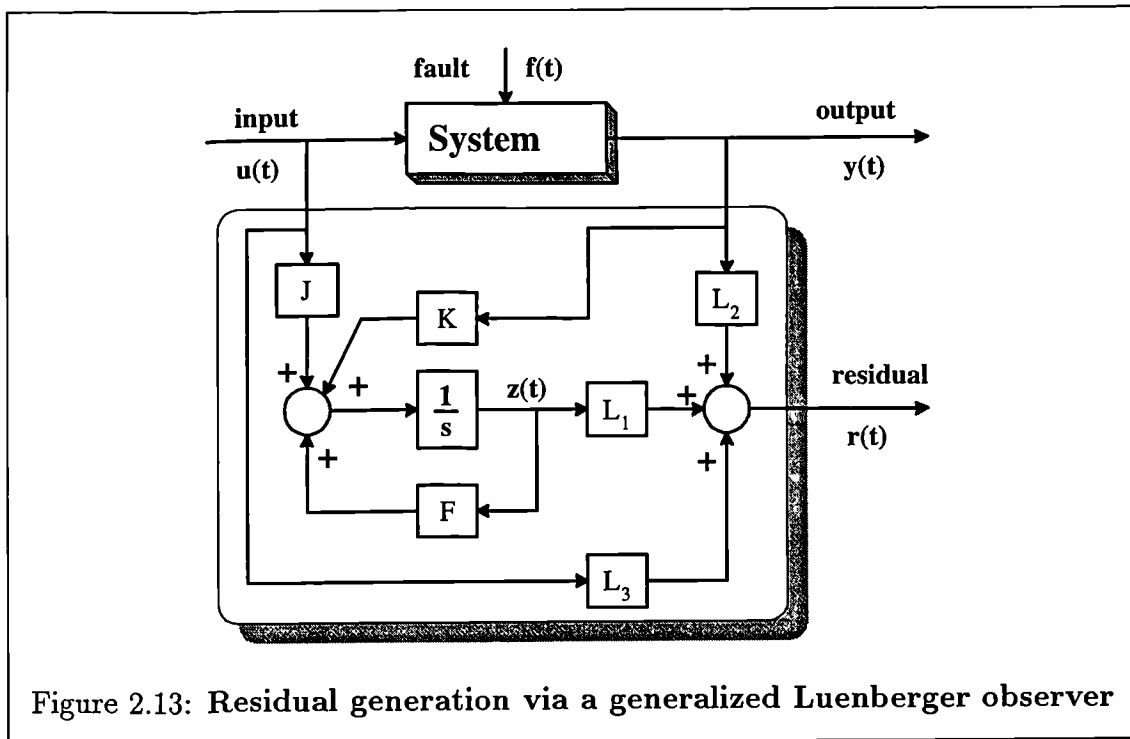 fault f(t)
input
System
output
u(t)
y(t)
J
K
L₂
+
+
+
+
1/s
z(t)
L₁
residual
r(t)
+
+
F
L₃
Figure 2.13: Residual generation via a generalized Luenberger observer